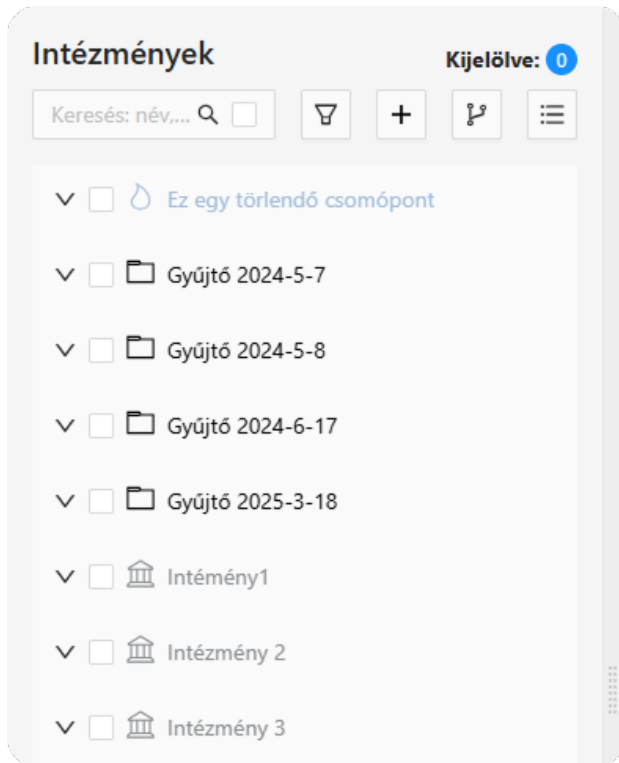 Intézmények
Kijelölve: 0
Keresés: név,...
Ez egy törlendő csomópont
Gyűjtő 2024-5-7
Gyűjtő 2024-5-8
Gyűjtő 2024-6-17
Gyűjtő 2025-3-18
Intémény1
Intézmény 2
Intézmény 3